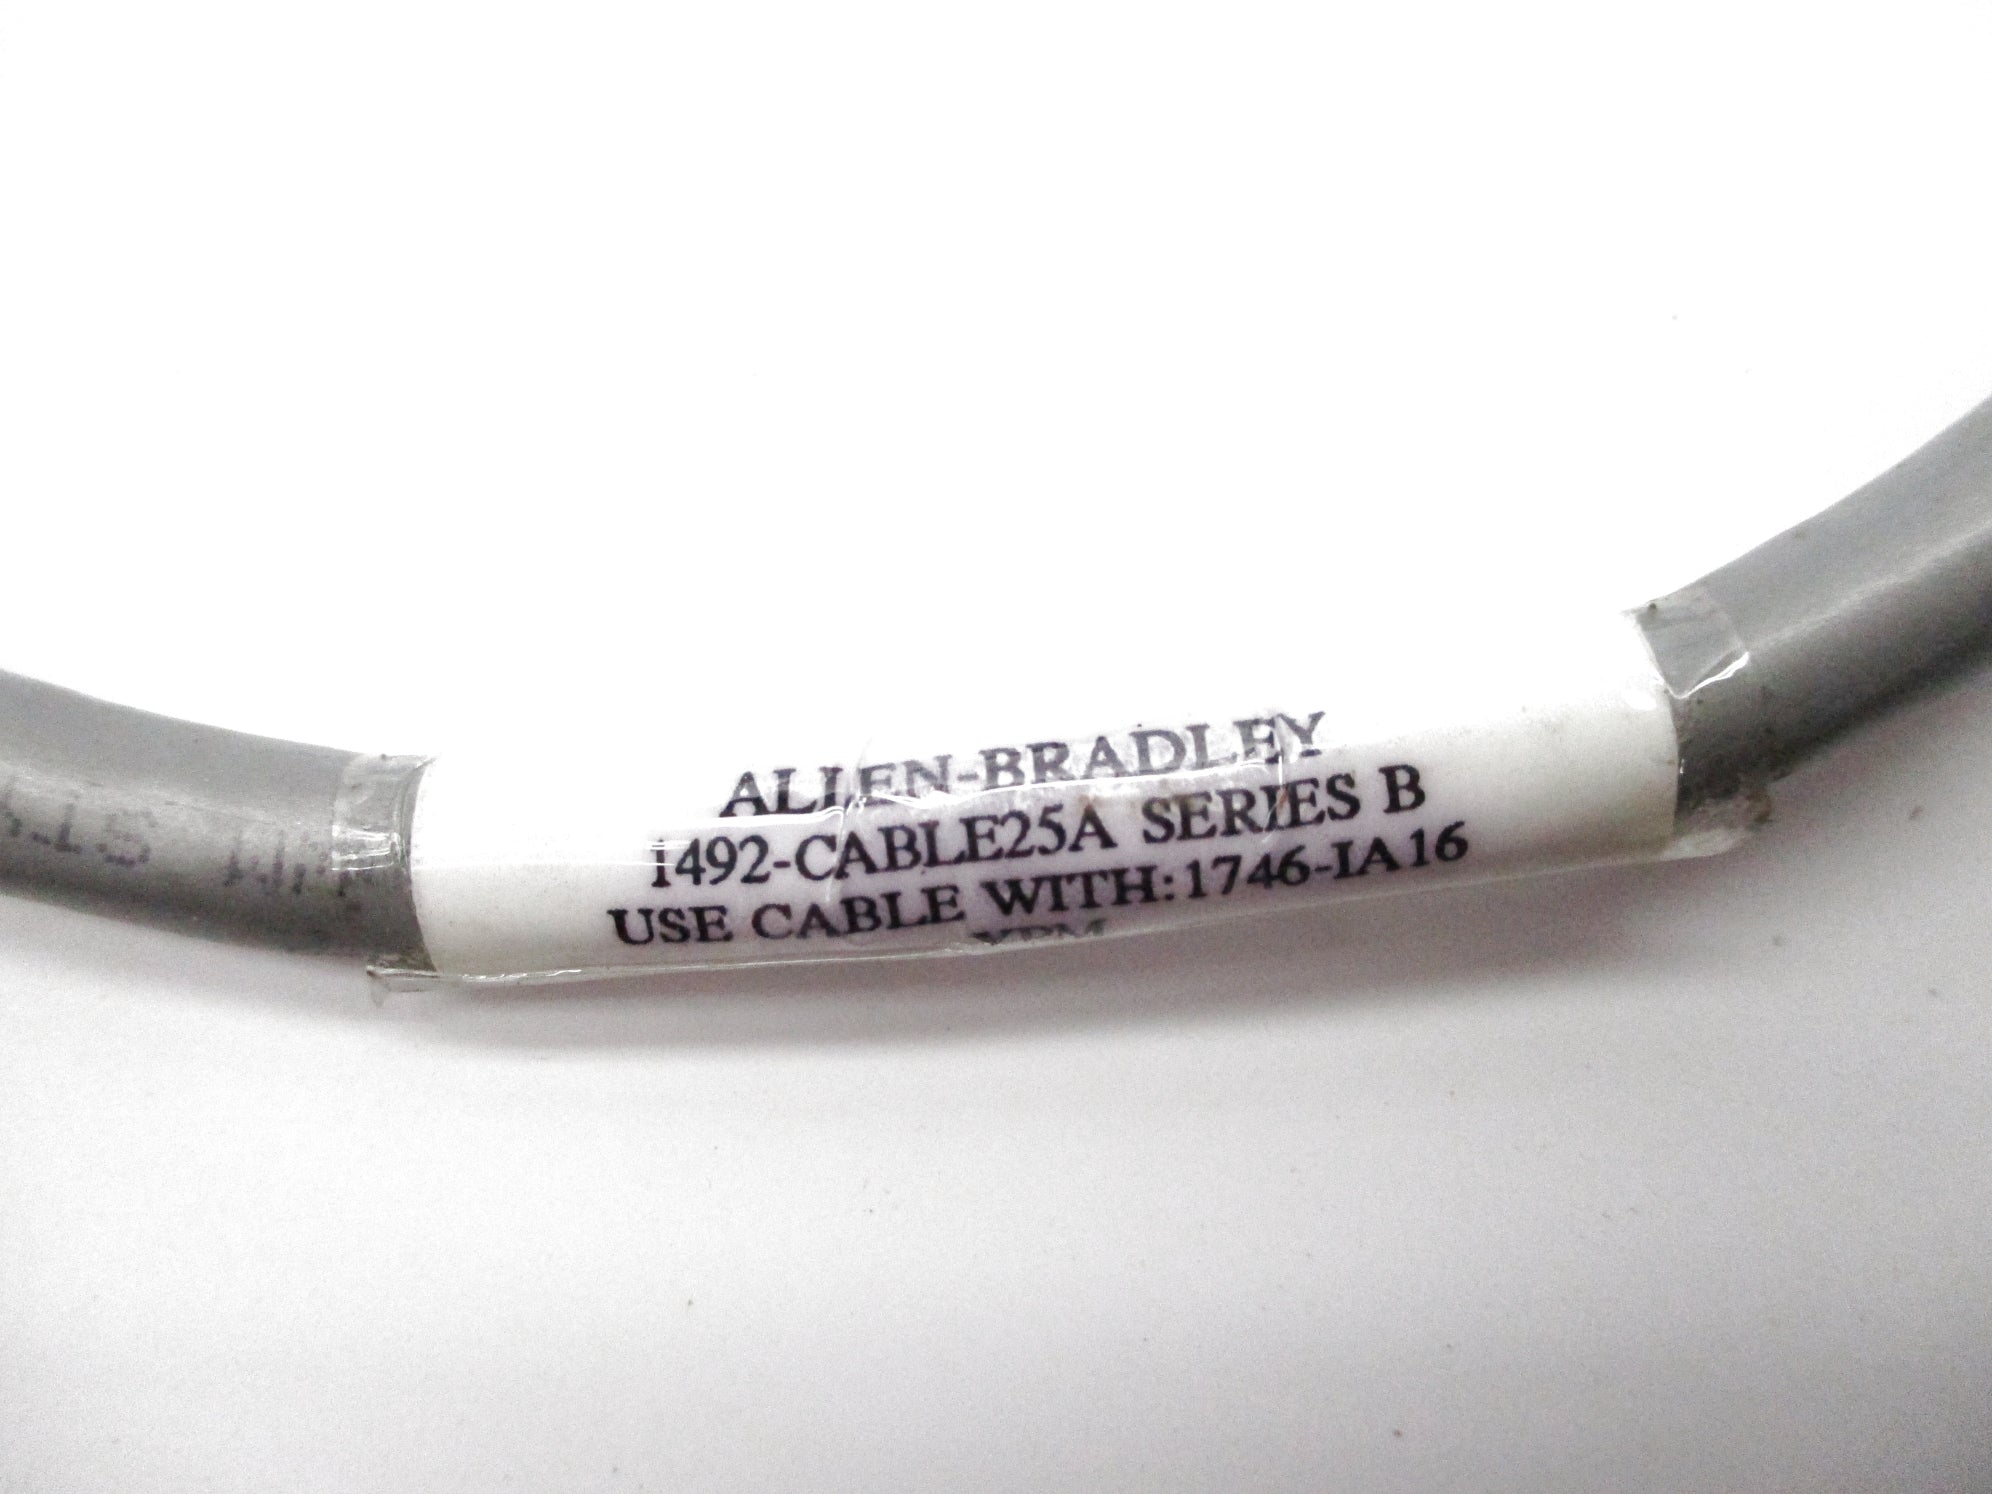 ALLEN-BRADLEY
1492-CABLE25A SERIES B
USE CABLE WITH:1746-IA16